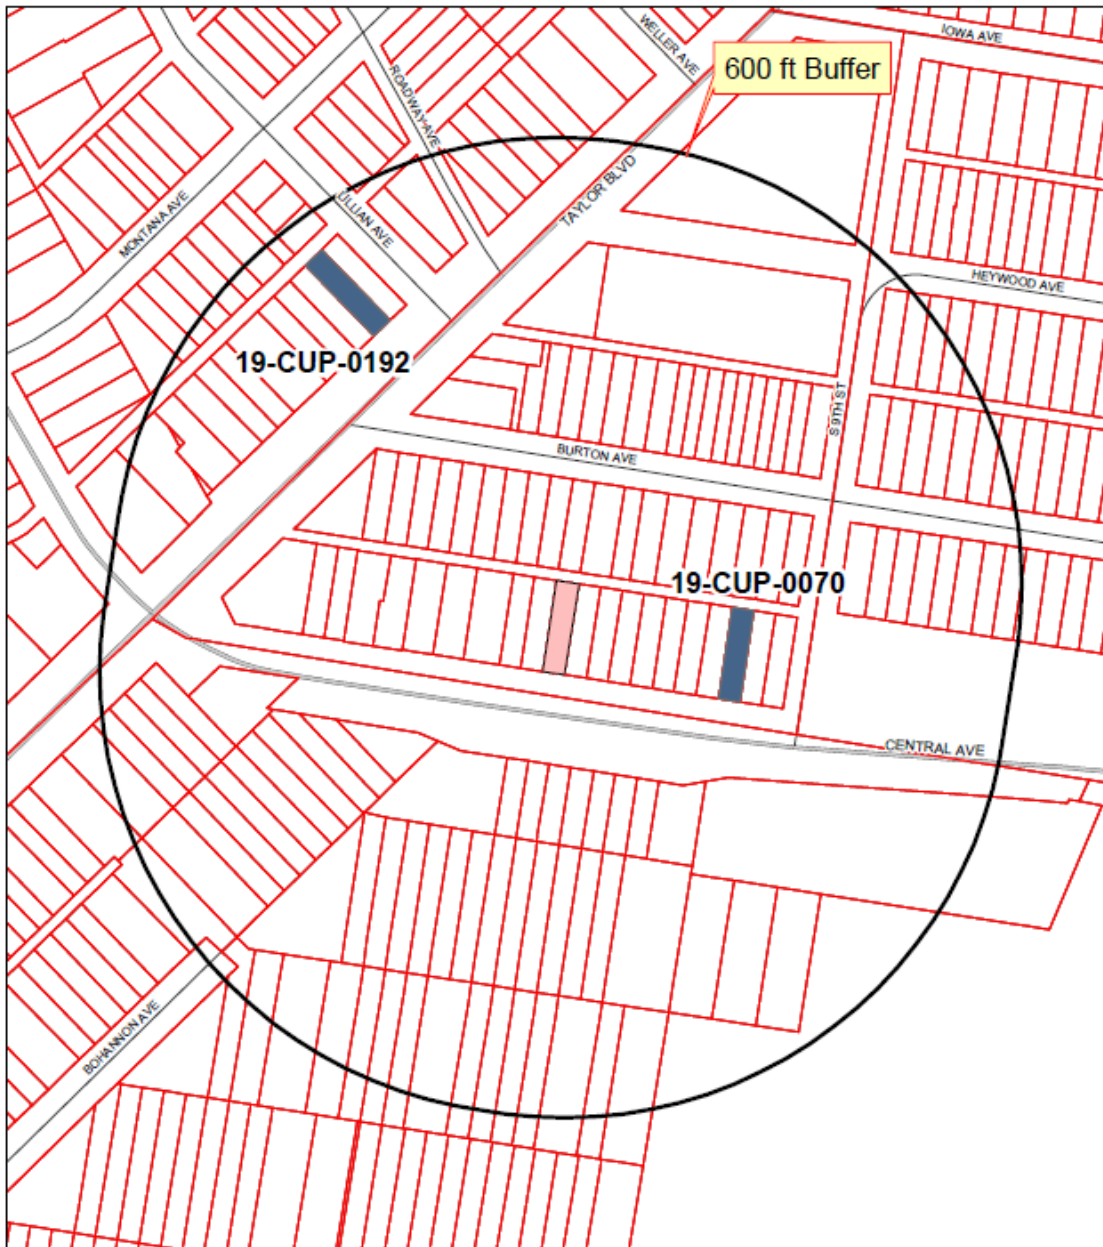 WELLER AVE
IOWA AVE
600 ft Buffer
ROADWAY AVE
TAYLOR BLVD
MONTANA AVE
ULLIAN AVE
HEYWOOD AVE
19-CUP-0192
S 9TH ST
BURTON AVE
19-CUP-0070
CENTRAL AVE
BOHANNON AVE